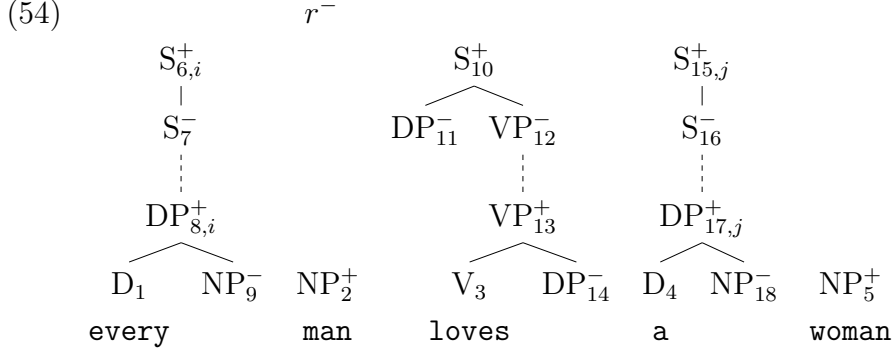 (54) r⁻
S⁺₆,ᵢ S⁺₁₀ S⁺₁₅,ⱼ
S⁻₇ DP⁻₁₁ VP⁻₁₂ S⁻₁₆
DP⁺₈,ᵢ VP⁺₁₃ DP⁺₁₇,ⱼ
D₁ NP⁻₉ NP⁺₂ V₃ DP⁻₁₄ D₄ NP⁻₁₈ NP⁺₅
every man loves a woman